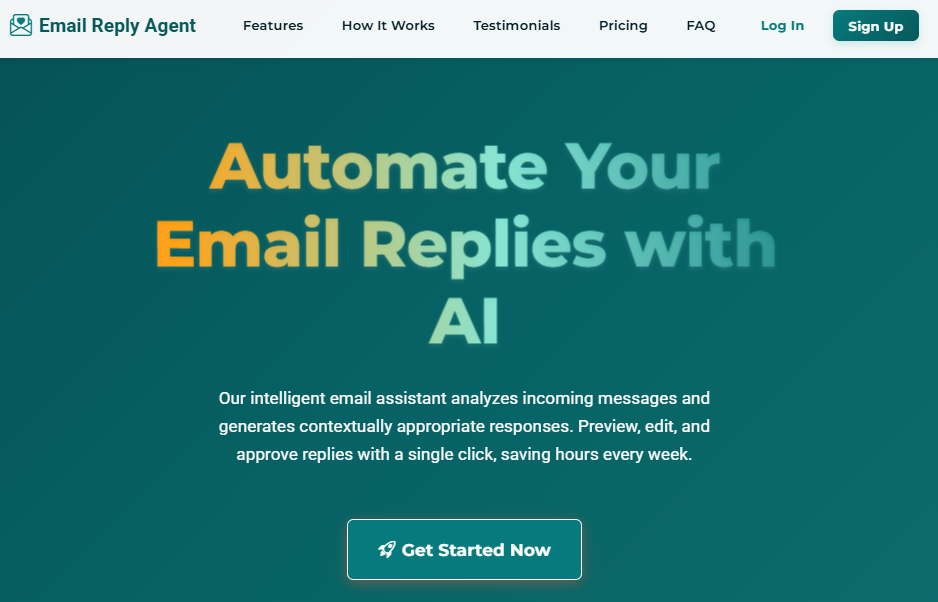 Email Reply Agent
Features
How It Works
Testimonials
Pricing
FAQ
Log In
Sign Up
Automate Your
Email Replies with
AI
Our intelligent email assistant analyzes incoming messages and
generates contextually appropriate responses. Preview, edit, and
approve replies with a single click, saving hours every week.
Get Started Now